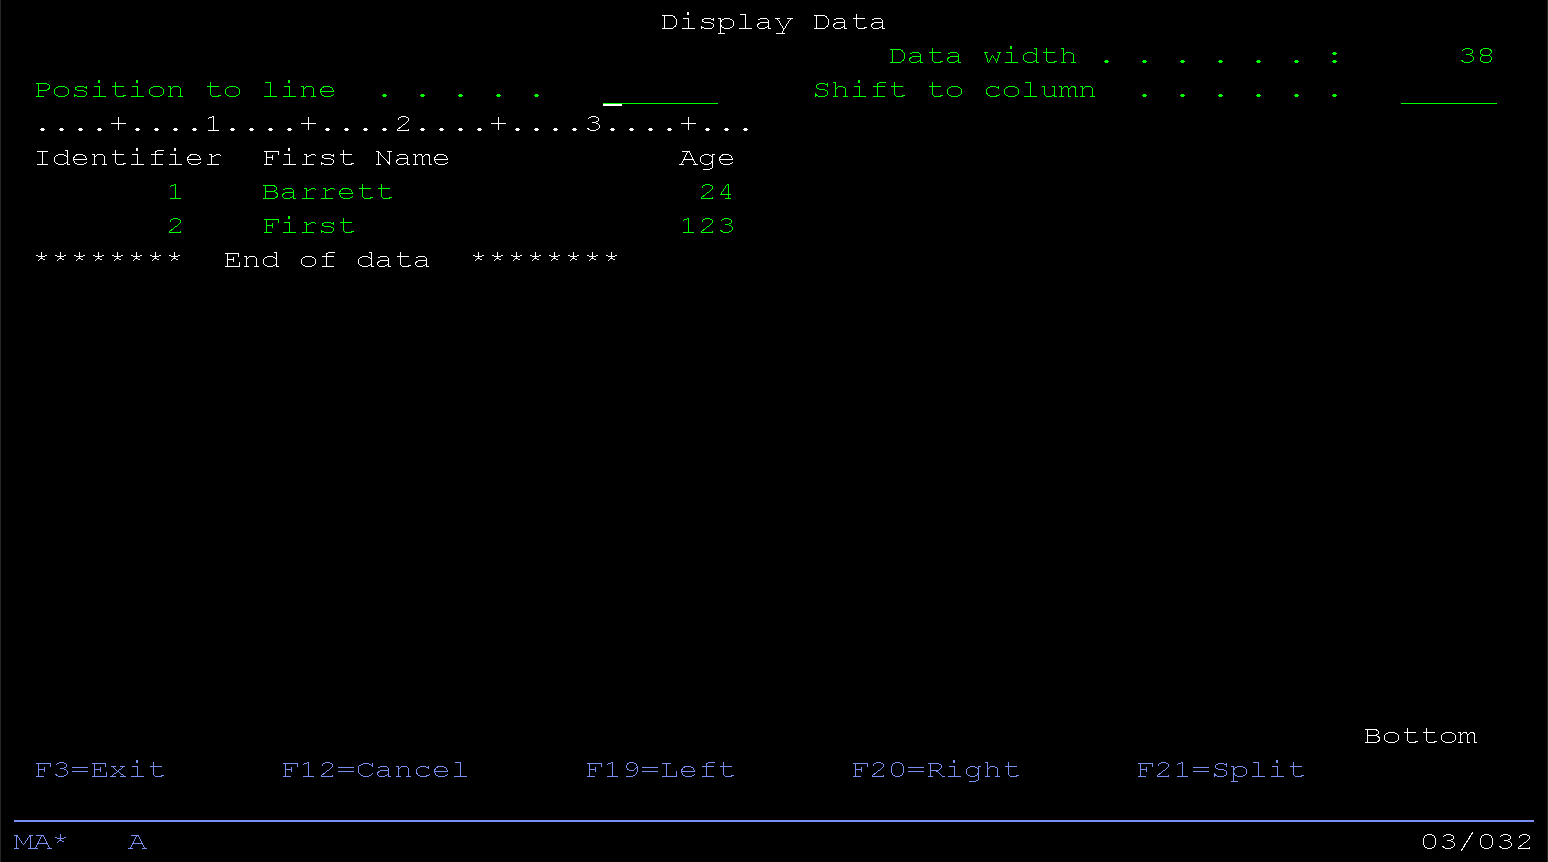 Display Data
Data width . . . . . . :      38
Position to line  . . . . .   ______     Shift to column  . . . . . .   _____
....+....1....+....2....+....3....+...
Identifier  First Name            Age
       1    Barrett                24
       2    First                 123
********  End of data  ********
Bottom
F3=Exit      F12=Cancel      F19=Left      F20=Right      F21=Split
MA*   A   03/032